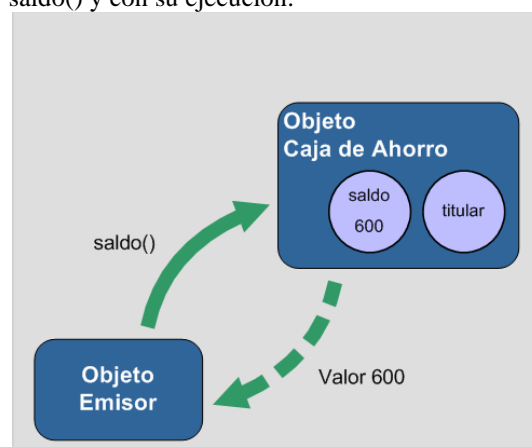 saldo() y con su ejecución:
Objeto
Caja de Ahorro
saldo
600
titular
saldo()
Valor 600
Objeto
Emisor